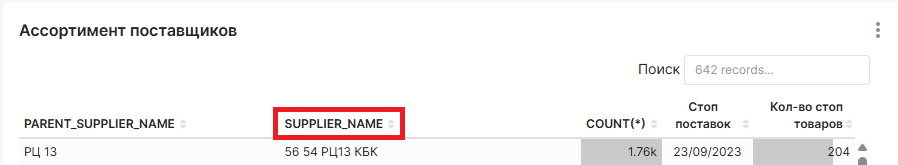 Ассортимент поставщиков
Поиск 642 records...
PARENT_SUPPLIER_NAME SUPPLIER_NAME COUNT(*) Стоп поставок Кол-во стоп товаров
РЦ 13 56 54 РЦ13 КБК 1.76k 23/09/2023 204